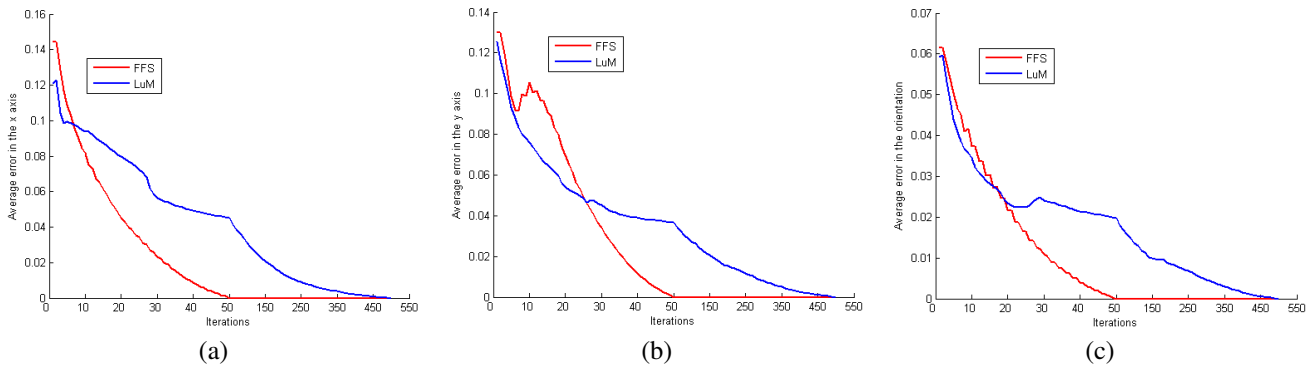 0.16
0.14
0.12
0.1
0.08
0.06
0.04
0.02
0
Average error in the x axis
FFS
LuM
0 10 20 30 40 50 150 250 350 450 550
Iterations
(a)
0.14
0.12
0.1
0.08
0.06
0.04
0.02
0
Average error in the y axis
FFS
LuM
0 10 20 30 40 50 150 250 350 450 550
Iterations
(b)
0.07
0.06
0.05
0.04
0.03
0.02
0.01
0
Average error in the orientation
FFS
LuM
0 10 20 30 40 50 150 250 350 450 550
Iterations
(c)